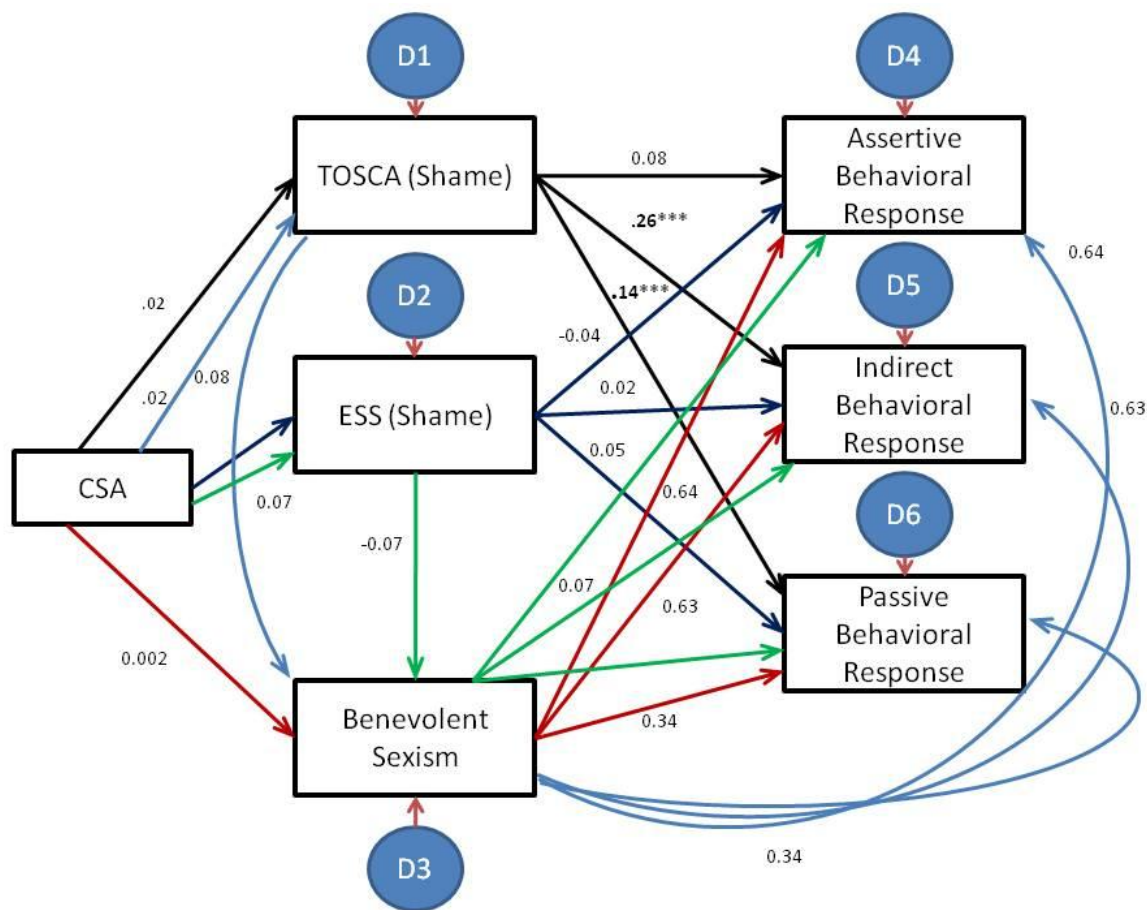 D1
D4
TOSCA (Shame)
Assertive
Behavioral
Response
0.08
.26***
0.64
D2
D5
.02
.14***
-0.04
.02
0.08
ESS (Shame)
0.02
Indirect
Behavioral
Response
0.63
CSA
0.07
0.05
0.64
D6
-0.07
0.07
0.63
Passive
Behavioral
Response
0.002
Benevolent
Sexism
0.34
0.34
D3